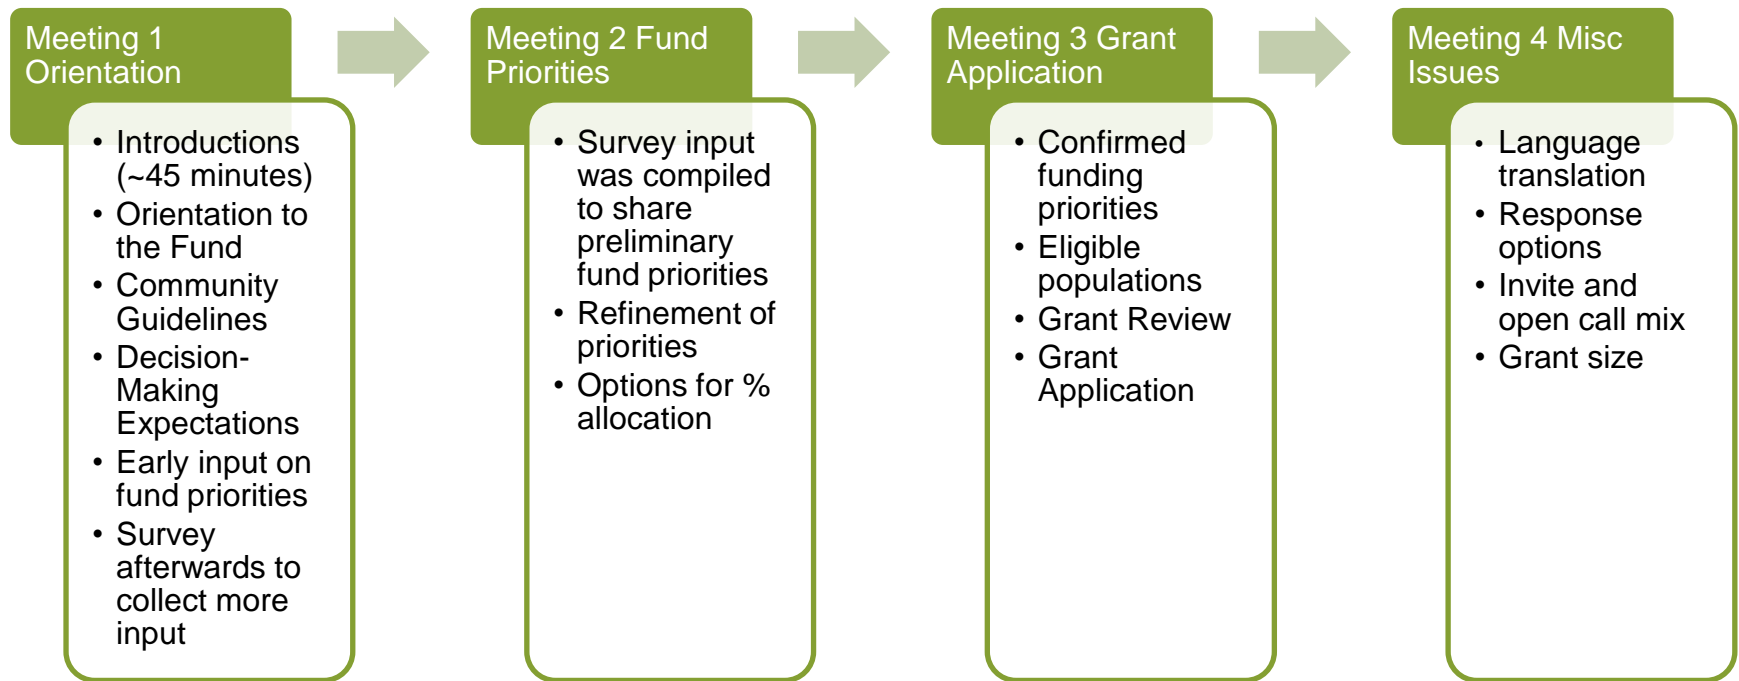 Meeting 1
Orientation
• Introductions
(~45 minutes)
• Orientation to
the Fund
• Community
Guidelines
• Decision-
Making
Expectations
• Early input on
fund priorities
• Survey
afterwards to
collect more
input
Meeting 2 Fund
Priorities
• Survey input
was compiled
to share
preliminary
fund priorities
• Refinement of
priorities
• Options for %
allocation
Meeting 3 Grant
Application
• Confirmed
funding
priorities
• Eligible
populations
• Grant Review
• Grant
Application
Meeting 4 Misc
Issues
• Language
translation
• Response
options
• Invite and
open call mix
• Grant size